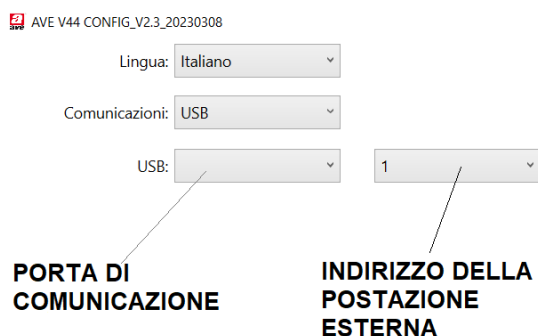 AVE V44 CONFIG_V2.3_20230308
Lingua: Italiano
Comunicazioni: USB
USB: 1
PORTA DI
COMUNICAZIONE
INDIRIZZO DELLA
POSTAZIONE
ESTERNA